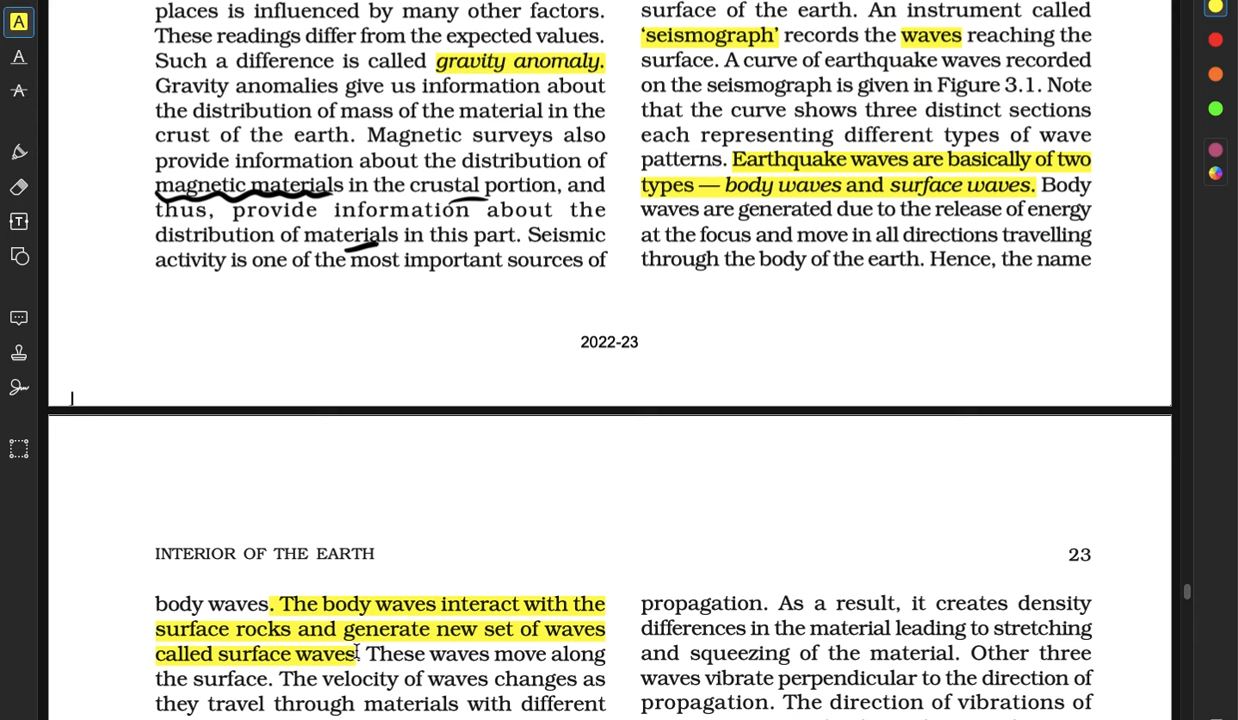 places is influenced by many other factors.
These readings differ from the expected values.
Such a difference is called gravity anomaly.
Gravity anomalies give us information about
the distribution of mass of the material in the
crust of the earth. Magnetic surveys also
provide information about the distribution of
magnetic materials in the crustal portion, and
thus, provide information about the
distribution of materials in this part. Seismic
activity is one of the most important sources of
surface of the earth. An instrument called
‘seismograph’ records the waves reaching the
surface. A curve of earthquake waves recorded
on the seismograph is given in Figure 3.1. Note
that the curve shows three distinct sections
each representing different types of wave
patterns. Earthquake waves are basically of two
types — body waves and surface waves. Body
waves are generated due to the release of energy
at the focus and move in all directions travelling
through the body of the earth. Hence, the name
2022-23
INTERIOR OF THE EARTH
23
body waves. The body waves interact with the
surface rocks and generate new set of waves
called surface waves. These waves move along
the surface. The velocity of waves changes as
they travel through materials with different
propagation. As a result, it creates density
differences in the material leading to stretching
and squeezing of the material. Other three
waves vibrate perpendicular to the direction of
propagation. The direction of vibrations of